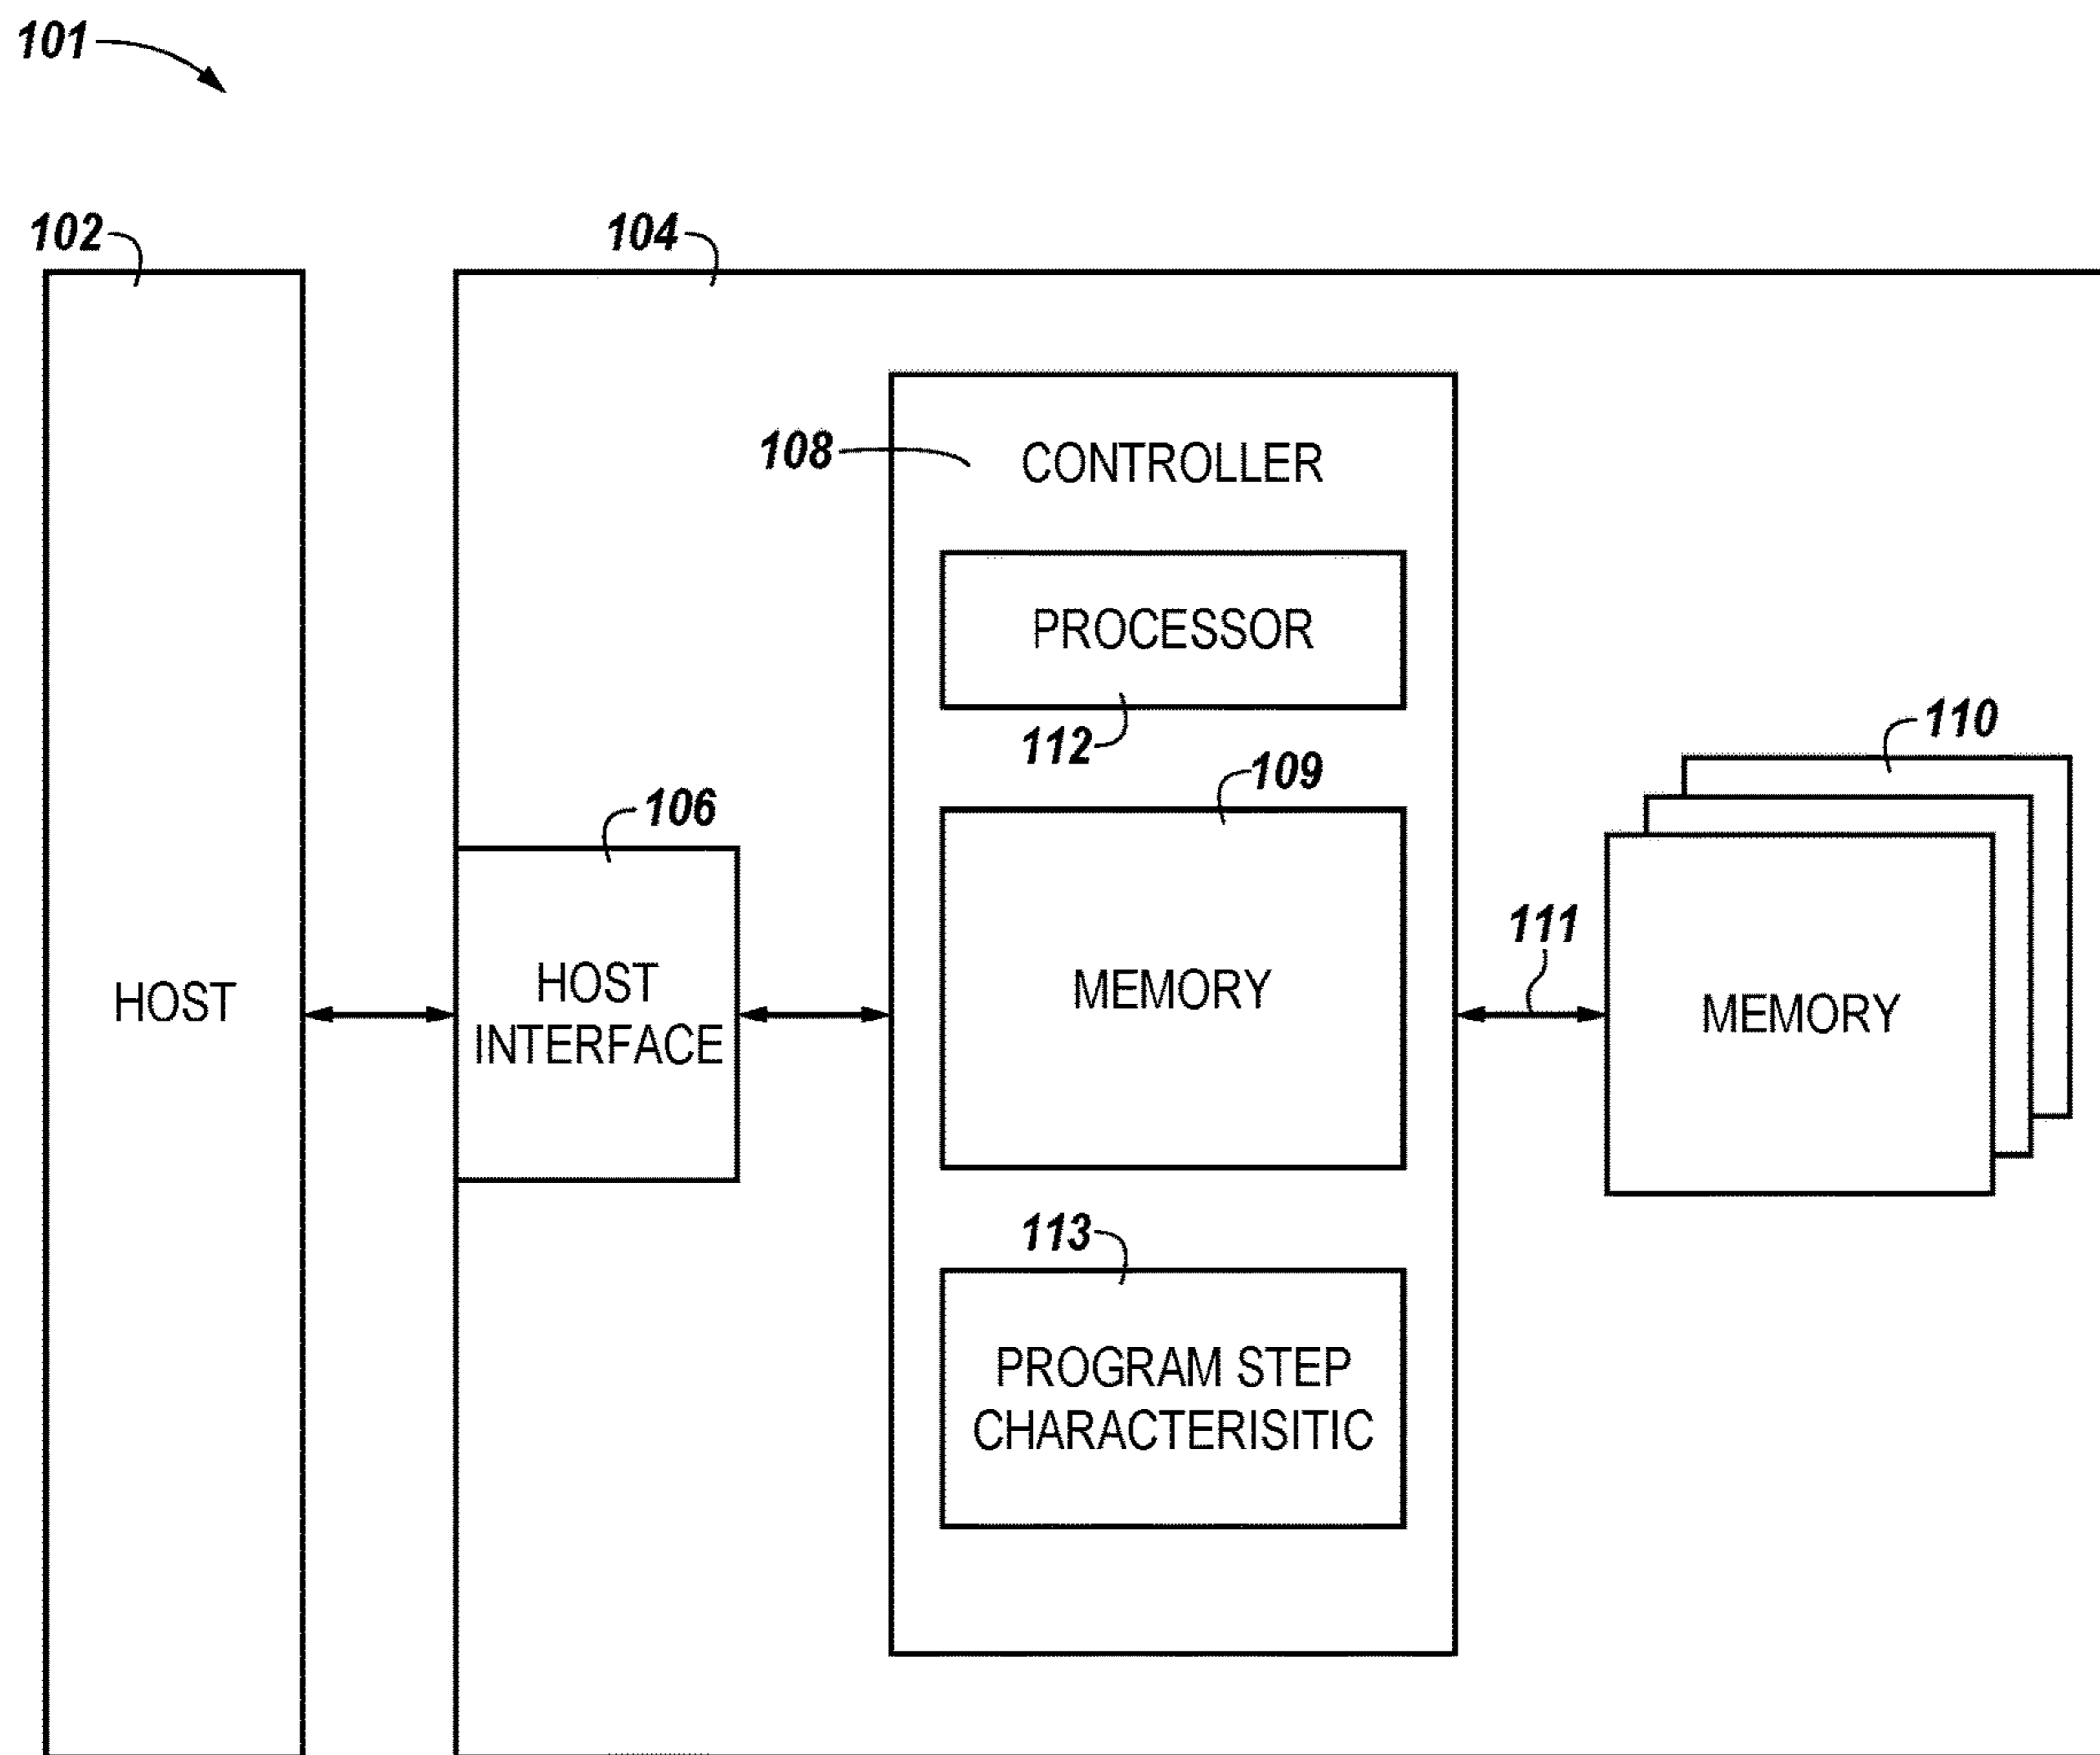 101
102
104
108
CONTROLLER
PROCESSOR
112
109
110
106
111
HOST
HOST
INTERFACE
MEMORY
MEMORY
113
PROGRAM STEP
CHARACTERISITIC